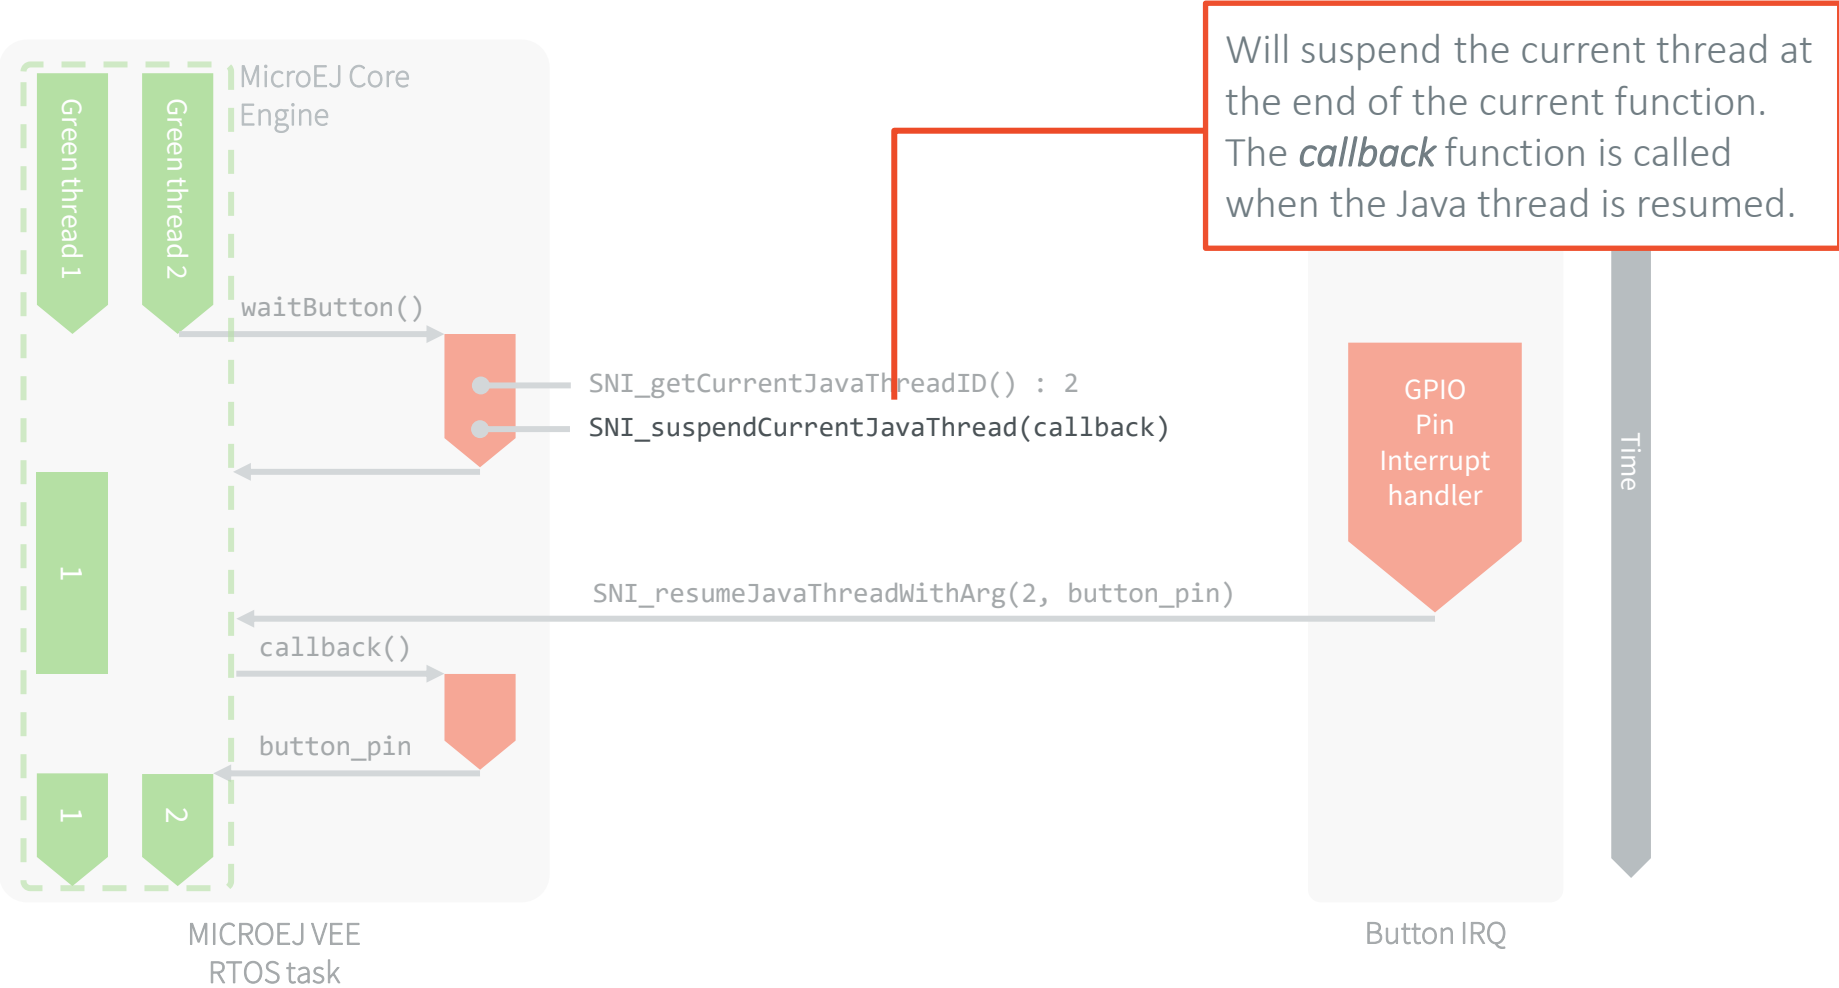 Will suspend the current thread at
the end of the current function.
The callback function is called
when the Java thread is resumed.
MicroEJ Core
Engine
Green thread 1
Green thread 2
waitButton()
SNI_getCurrentJavaThreadID() : 2
SNI_suspendCurrentJavaThread(callback)
GPIO
Pin
Interrupt
handler
Time
1
SNI_resumeJavaThreadWithArg(2, button_pin)
callback()
button_pin
1
2
MICROEJ VEE
RTOS task
Button IRQ